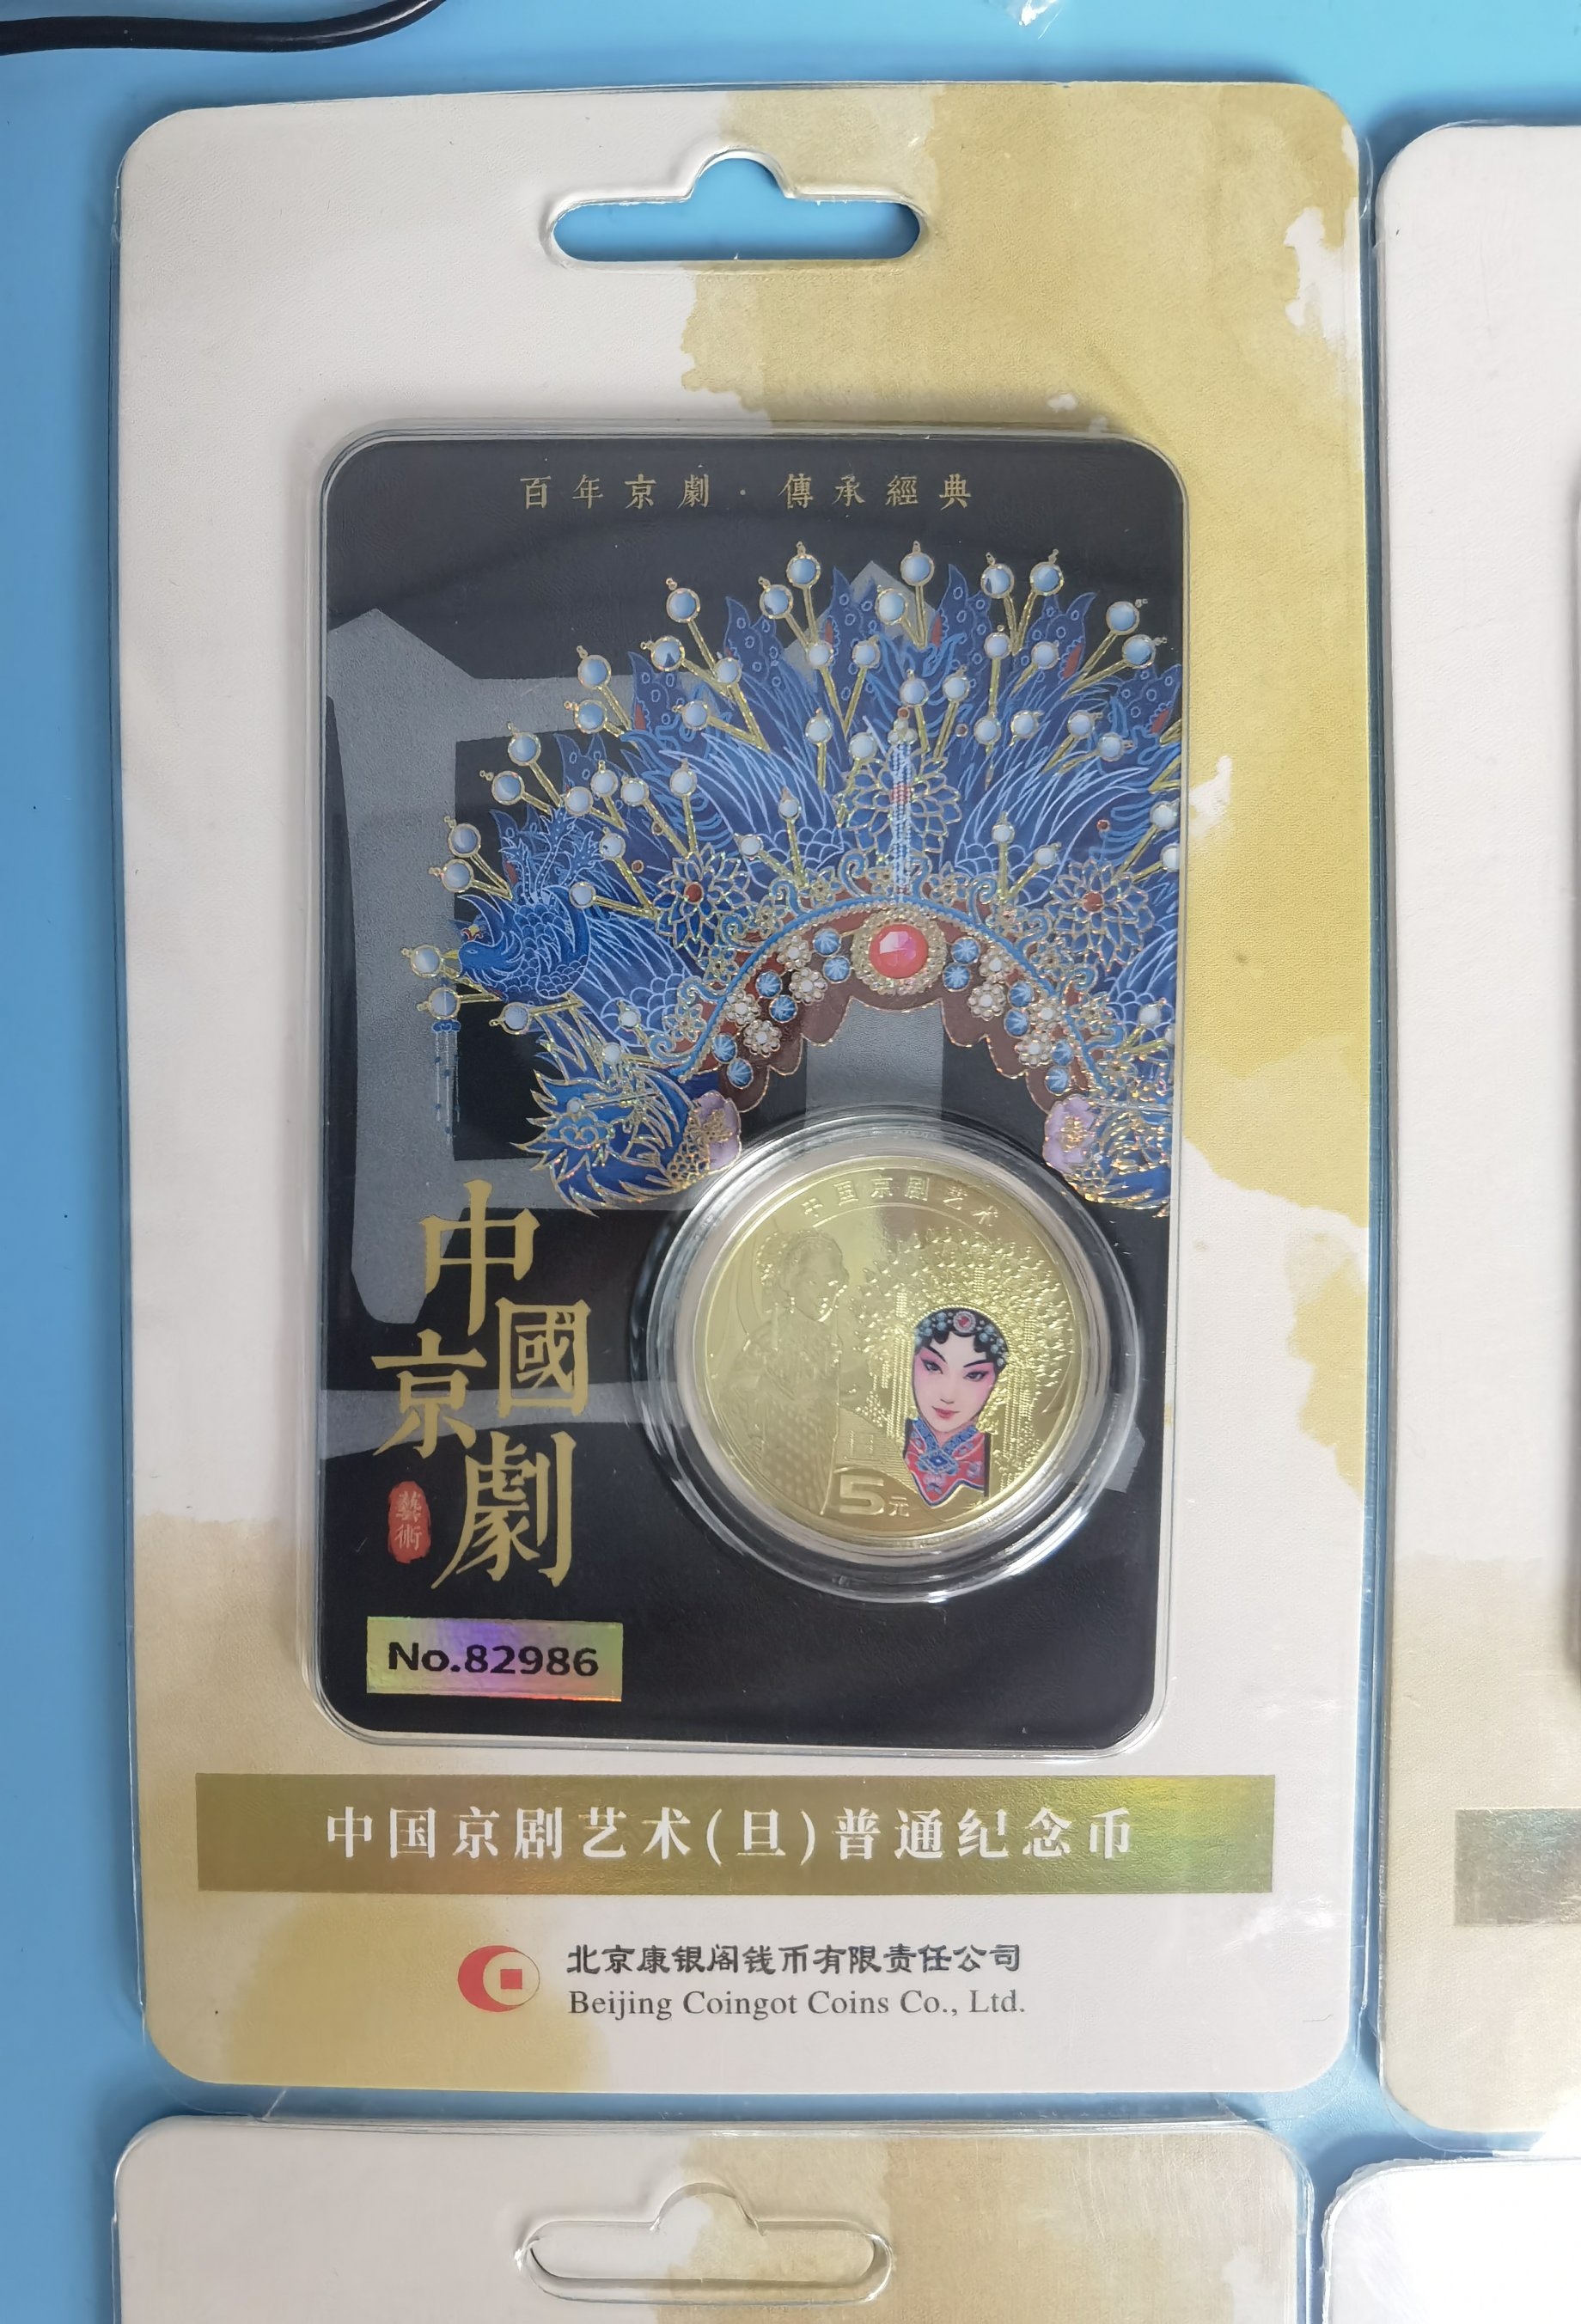 百年京劇·傳承經典
中国京剧艺术
5元
中國
京劇
藝術
No.82986
中国京剧艺术(旦)普通纪念币
北京康银阁钱币有限责任公司
Beijing Coingot Coins Co., Ltd.